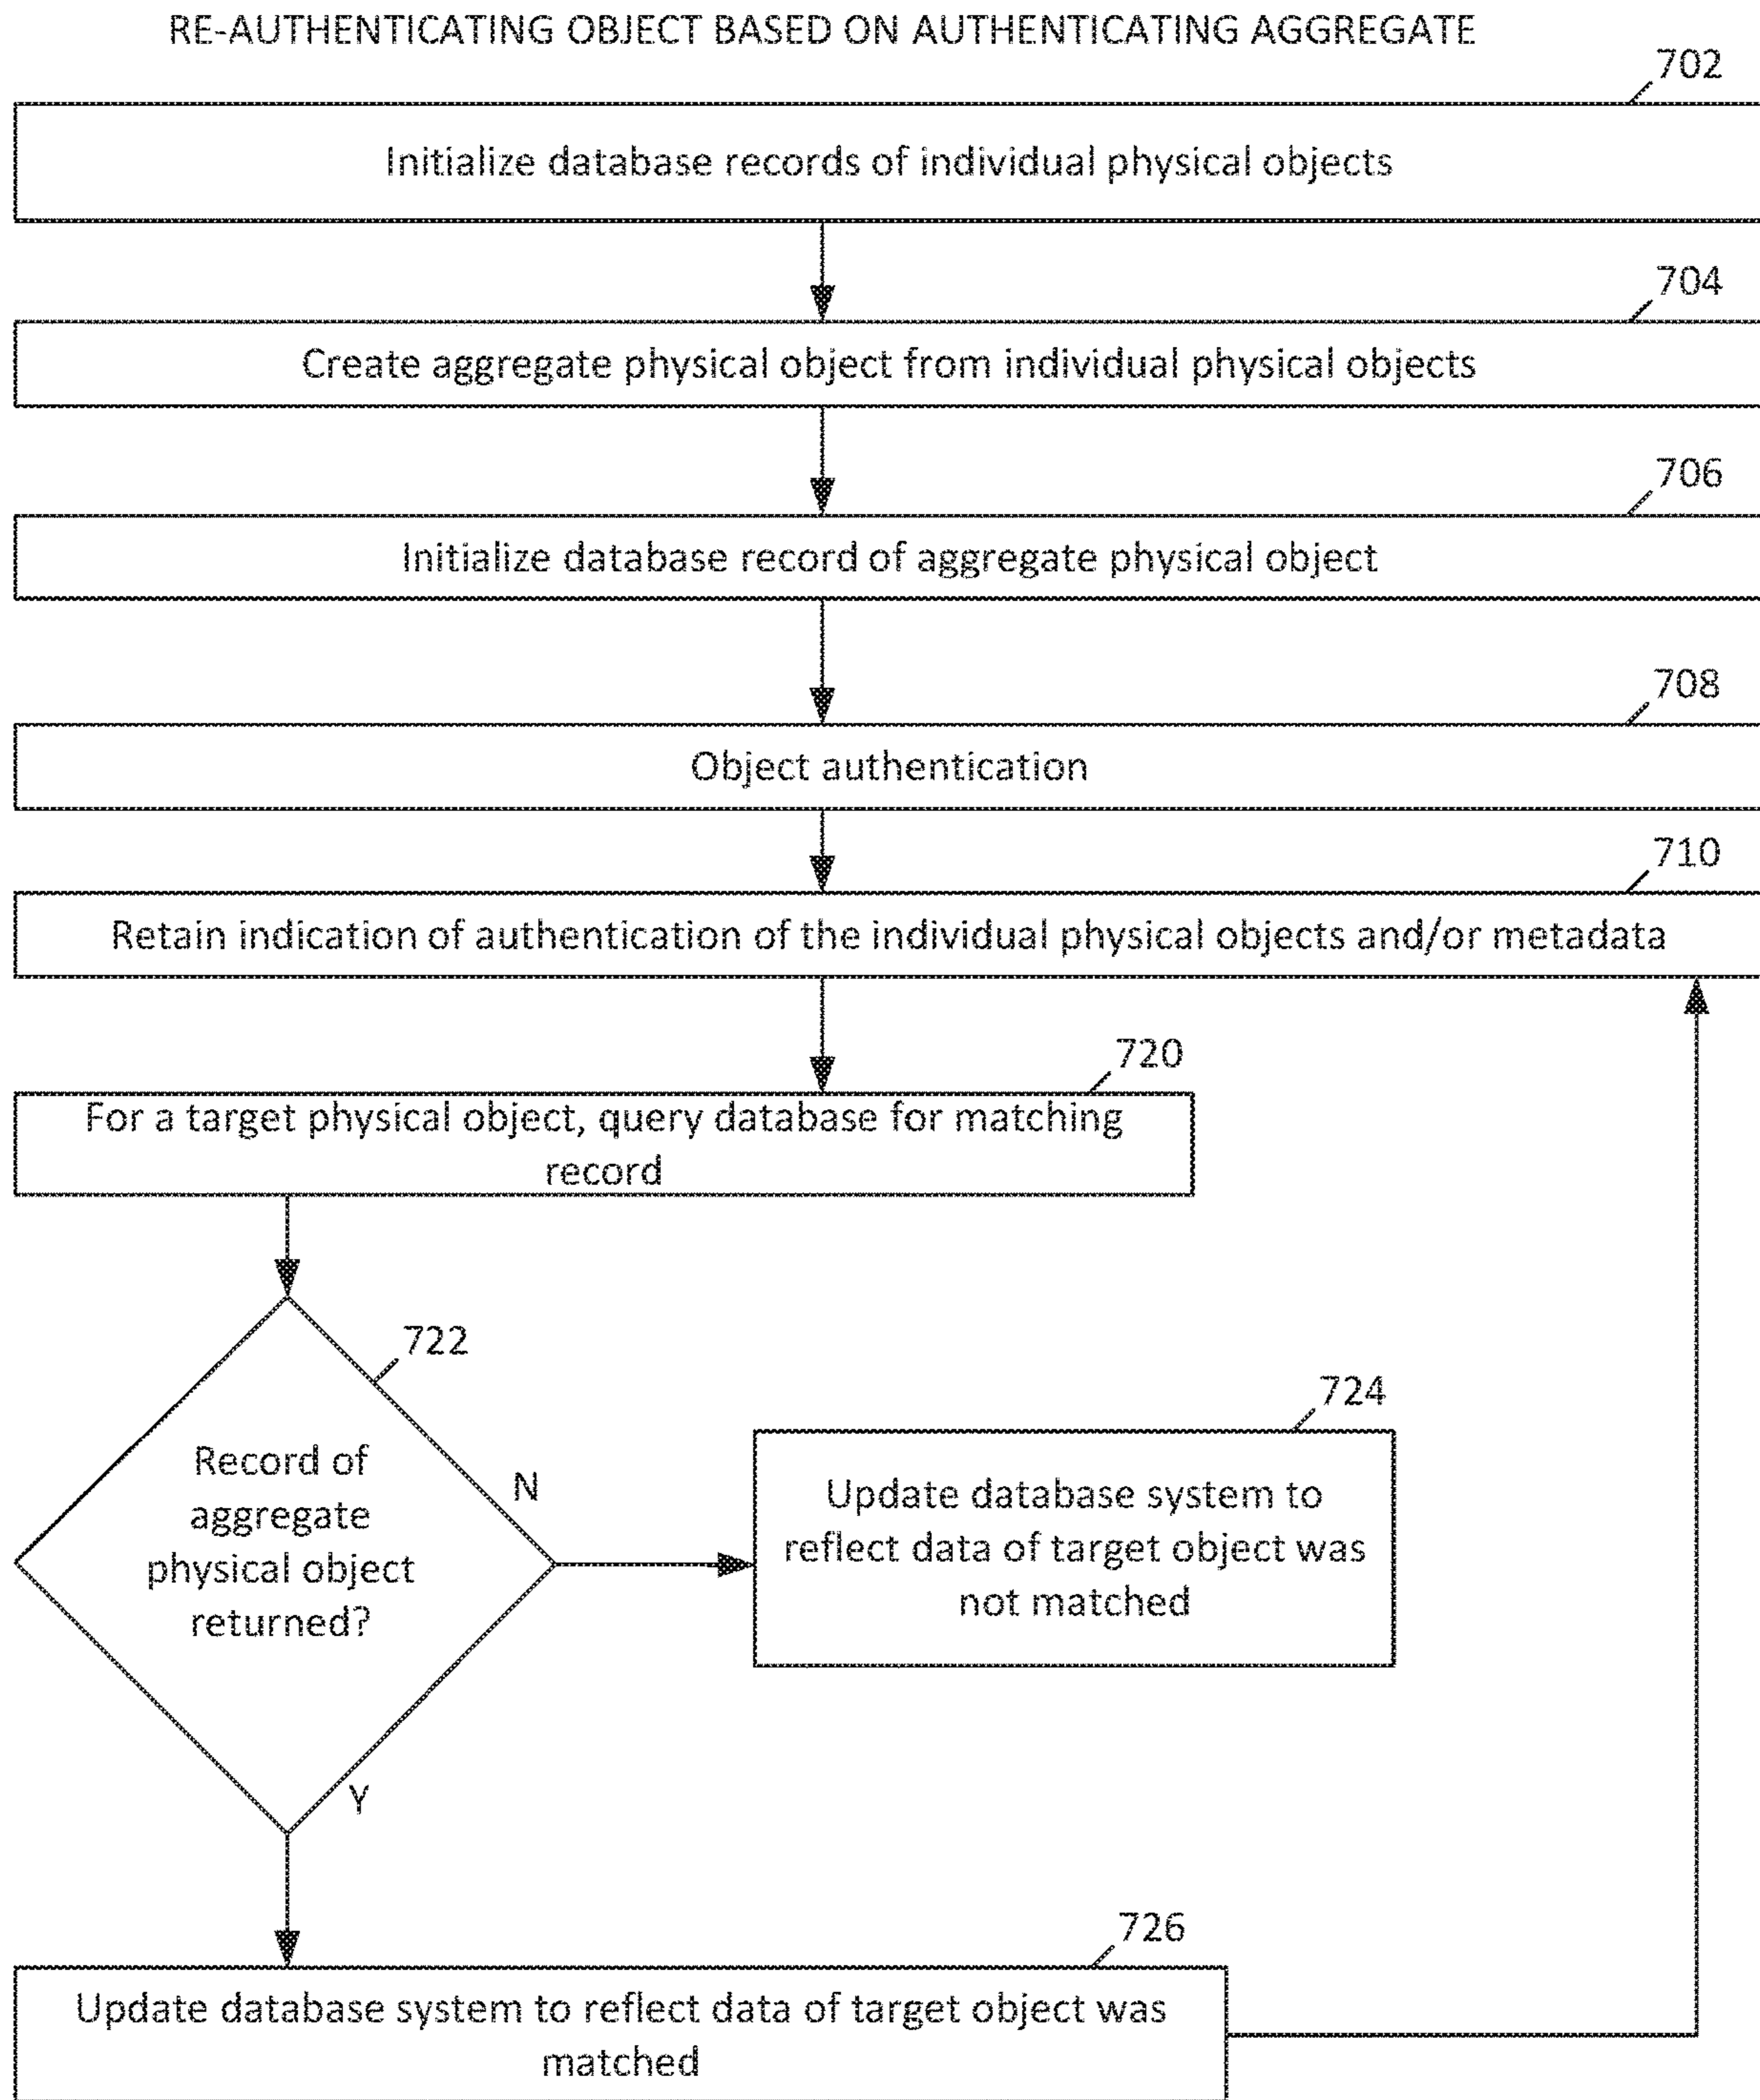 RE-AUTHENTICATING OBJECT BASED ON AUTHENTICATING AGGREGATE
702
Initialize database records of individual physical objects
704
Create aggregate physical object from individual physical objects
706
Initialize database record of aggregate physical object
708
Object authentication
710
Retain indication of authentication of the individual physical objects and/or metadata
720
For a target physical object, query database for matching
record
722
Record of
aggregate
physical object
returned?
N
724
Update database system to
reflect data of target object was
not matched
Y
726
Update database system to reflect data of target object was
matched